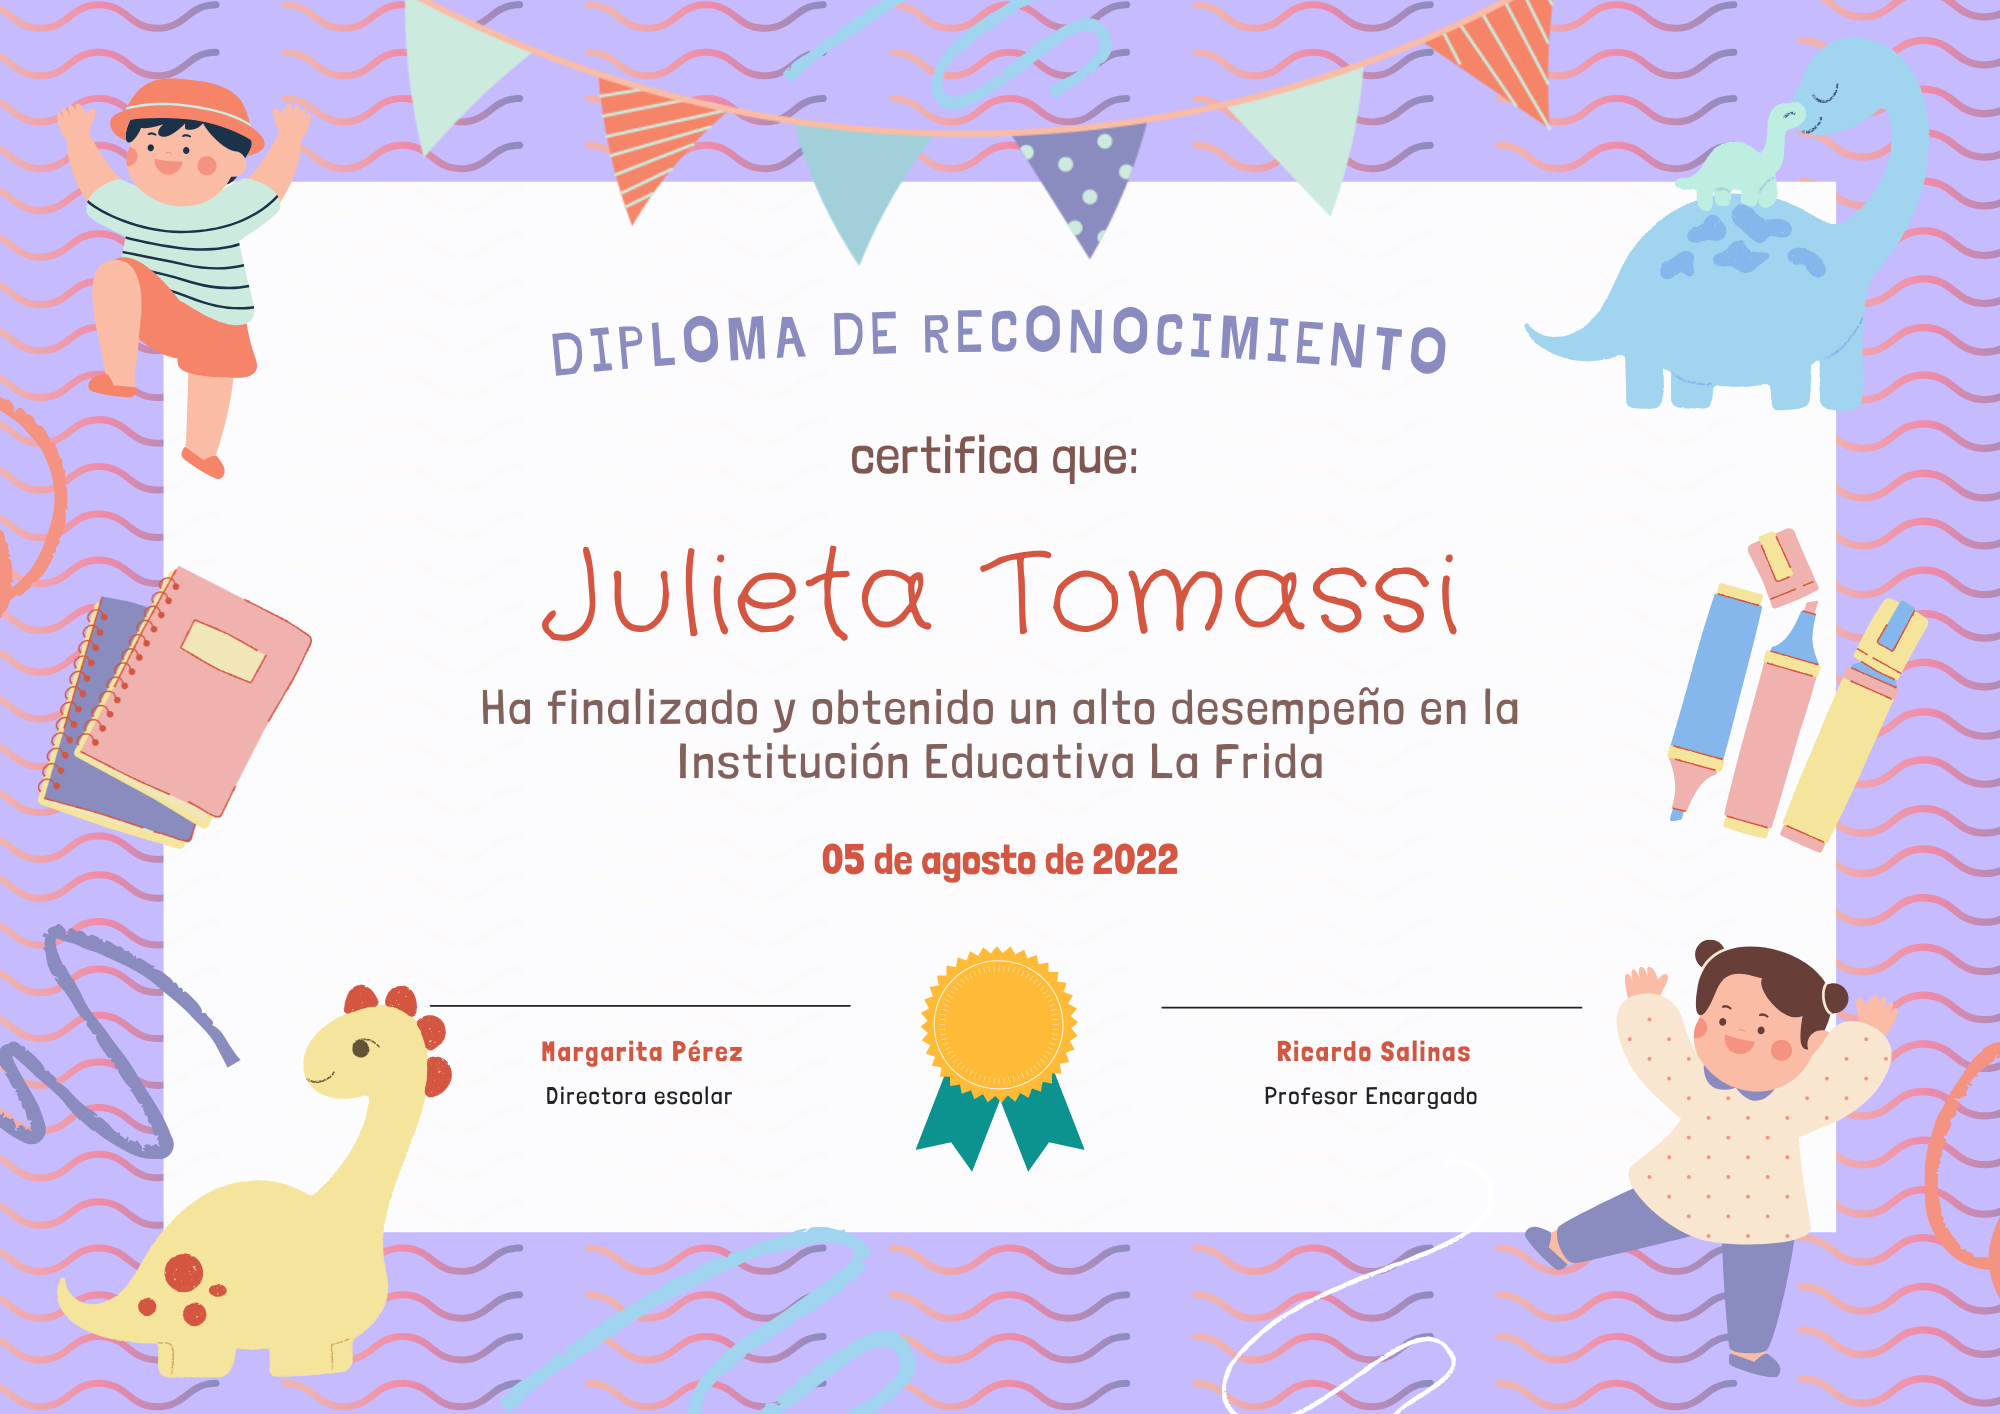 DIPLOMA DE RECONOCIMIENTO
certifica que:
Julieta Tomassi
Ha finalizado y obtenido un alto desempeño en la
Institución Educativa La Frida
05 de agosto de 2022
Margarita Pérez
Directora escolar
Ricardo Salinas
Profesor Encargado